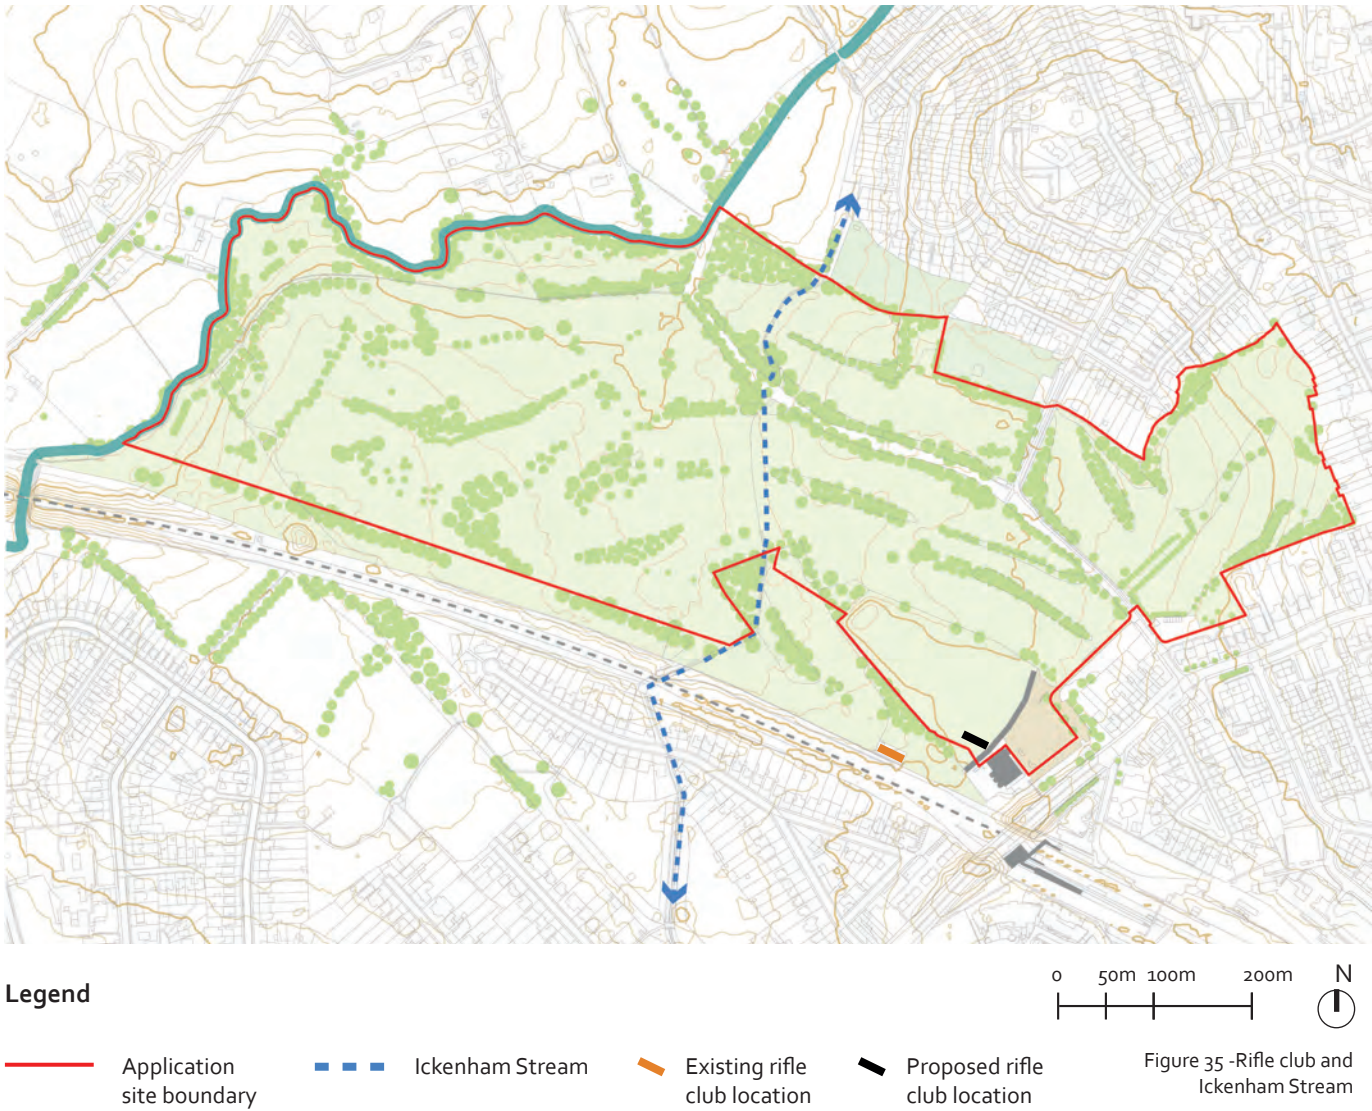 Legend
0 50m 100m 200m N
Application
site boundary
Ickenham Stream
Existing rifle
club location
Proposed rifle
club location
Figure 35 -Rifle club and
Ickenham Stream